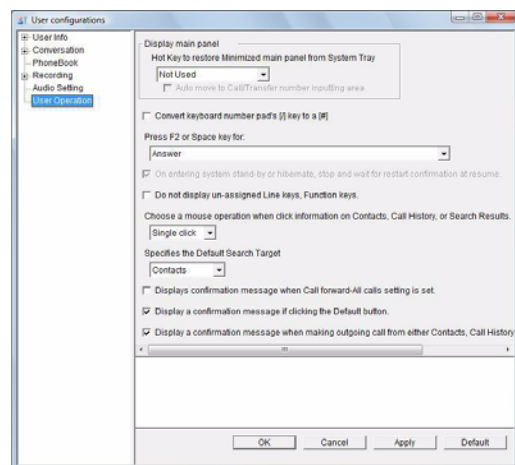 User configurations
User Info
Conversation
PhoneBook
Recording
Audio Setting
User Operation
Display main panel
Hot Key to restore Minimized main panel from System Tray
Not Used
Auto move to Call/Transfer number inputting area
Convert keyboard number pad's [/] key to a [#]
Press F2 or Space key for:
Answer
On entering system stand-by or hibernate, stop and wait for restart confirmation at resume.
Do not display un-assigned Line keys, Function keys.
Choose a mouse operation when click information on Contacts, Call History, or Search Results.
Single click
Specifies the Default Search Target
Contacts
Displays confirmation message when Call forward-All calls setting is set.
Display a confirmation message if clicking the Default button.
Display a confirmation message when making outgoing call from either Contacts, Call History
OK Cancel Apply Default